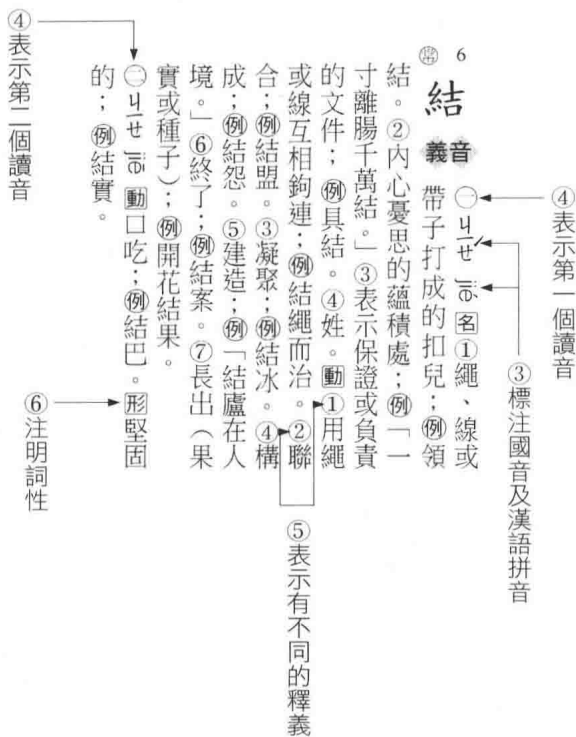 ④表示第一個讀音
③標注國音及漢語拼音
6
常
結
音義
㊀ㄐㄧㄝˊ jié 名①繩、線或
帶子打成的扣兒；例領
結。②內心憂思的蘊積處；例「一
寸離腸千萬結。」③表示保證或負責
的文件；例具結。④姓。動①用繩
或線互相鉤連；例結繩而治。②聯
合；例結盟。③凝聚；例結冰。④構
成；例結怨。⑤建造；例「結廬在人
境。」⑥終了；例結案。⑦長出（果
實或種子）；例開花結果。
㊁ㄐㄧㄝ jiē 動口吃；例結巴。形堅固
的；例結實。
④表示第二個讀音
⑤表示有不同的釋義
⑥注明詞性